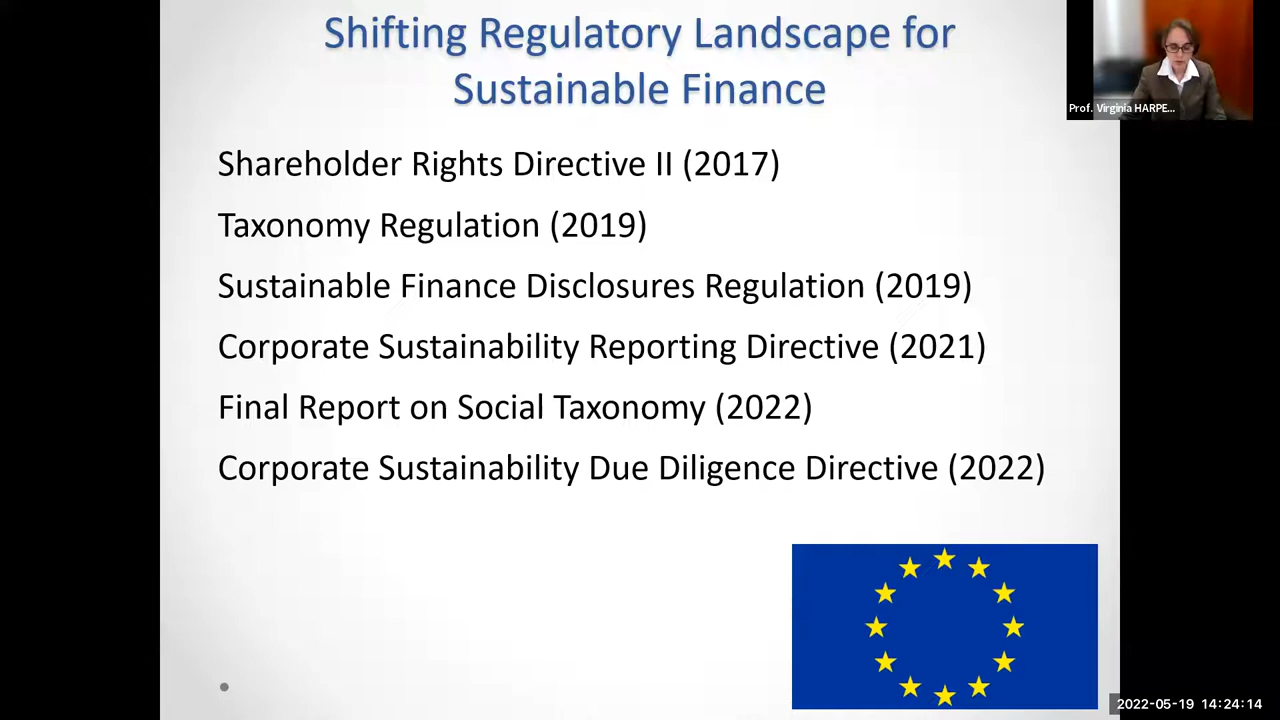 Shifting Regulatory Landscape for
Sustainable Finance
Prof. Virginia HARPE...
Shareholder Rights Directive II (2017)
Taxonomy Regulation (2019)
Sustainable Finance Disclosures Regulation (2019)
Corporate Sustainability Reporting Directive (2021)
Final Report on Social Taxonomy (2022)
Corporate Sustainability Due Diligence Directive (2022)
2022-05-19 14:24:14